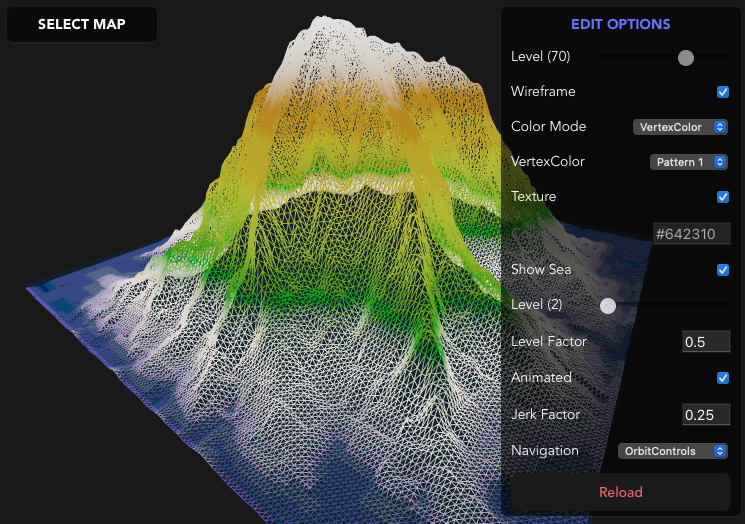 SELECT MAP
EDIT OPTIONS
Level (70)
Wireframe
Color Mode VertexColor
VertexColor Pattern 1
Texture
#642310
Show Sea
Level (2)
Level Factor 0.5
Animated
Jerk Factor 0.25
Navigation OrbitControls
Reload